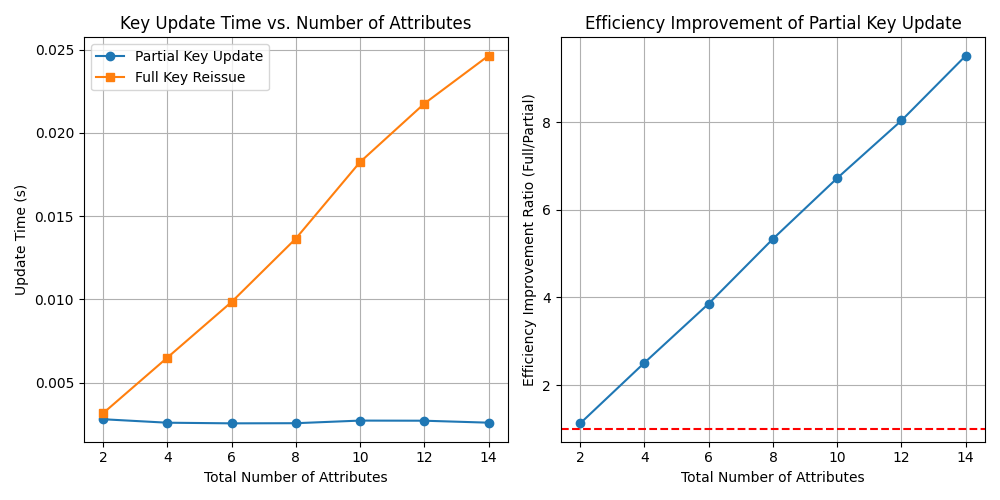 Key Update Time vs. Number of Attributes
Partial Key Update
Full Key Reissue
Update Time (s)
0.025
0.020
0.015
0.010
0.005
2 4 6 8 10 12 14
Total Number of Attributes
Efficiency Improvement of Partial Key Update
Efficiency Improvement Ratio (Full/Partial)
8
6
4
2
2 4 6 8 10 12 14
Total Number of Attributes